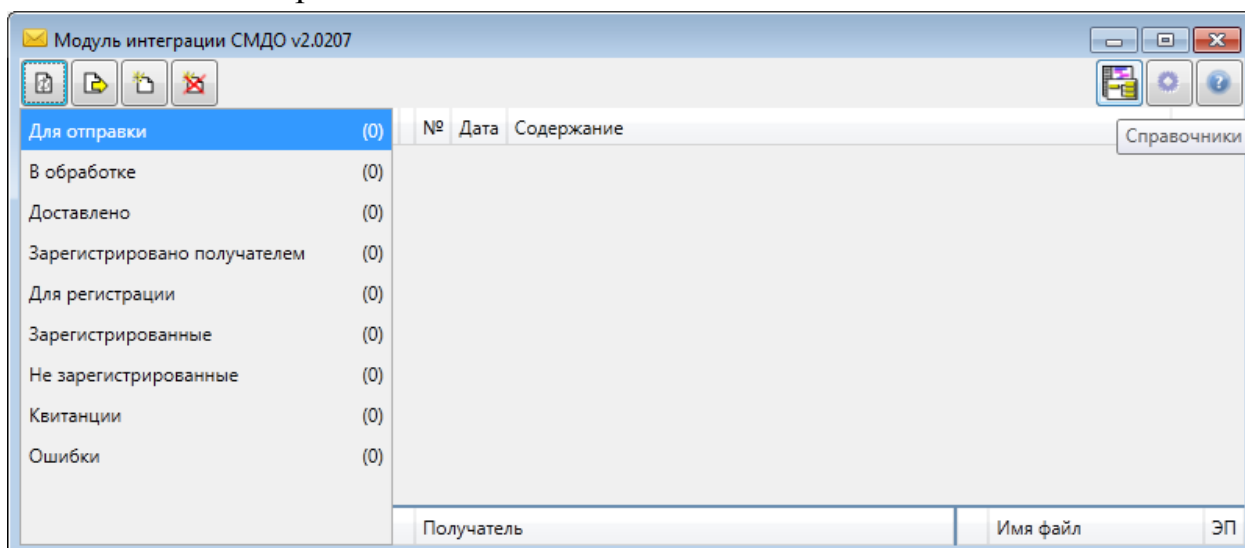 Модуль интеграции СМДО v2.0207
Для отправки (0) № Дата Содержание
Справочники
В обработке (0)
Доставлено (0)
Зарегистрировано получателем (0)
Для регистрации (0)
Зарегистрированные (0)
Не зарегистрированные (0)
Квитанции (0)
Ошибки (0)
Получатель Имя файл ЭП